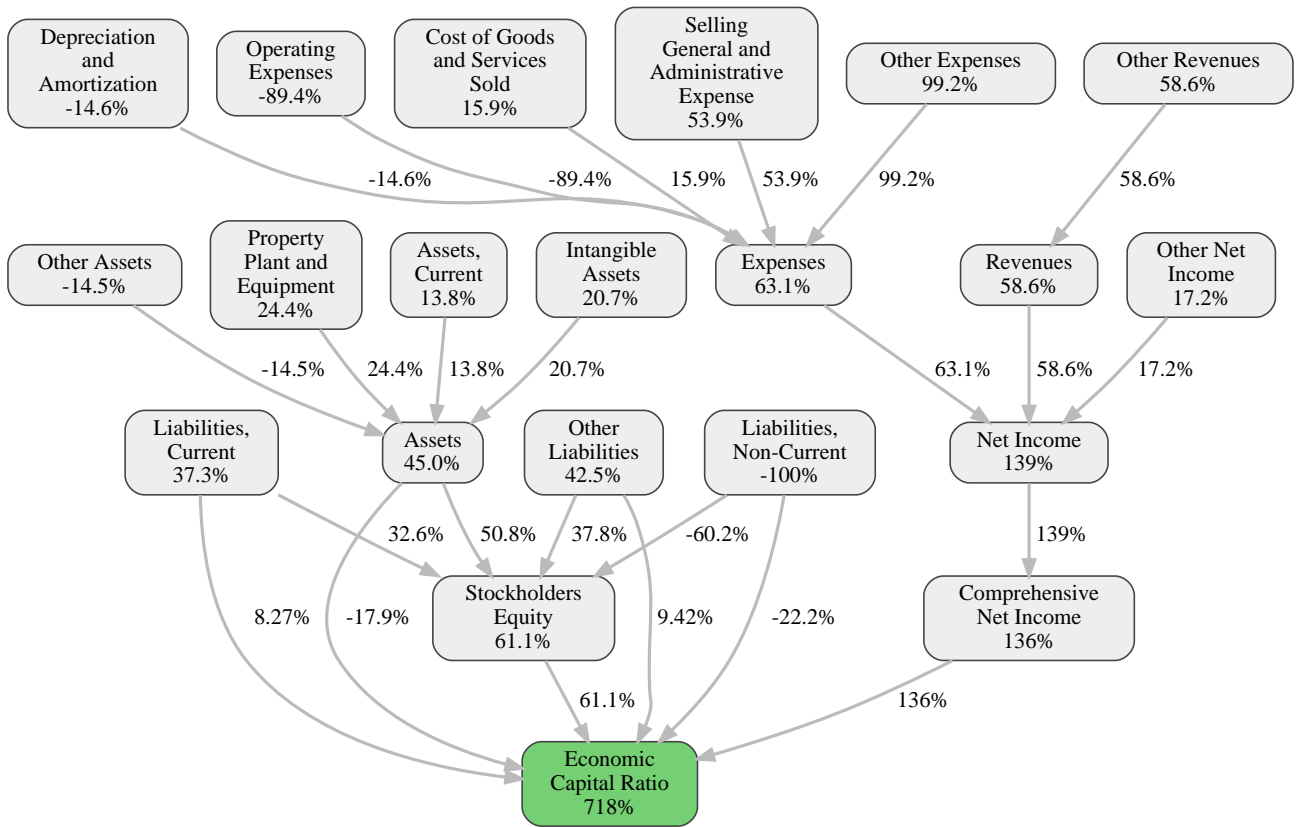 Depreciation
and
Amortization
-14.6%
Operating
Expenses
-89.4%
Cost of Goods
and Services
Sold
15.9%
Selling
General and
Administrative
Expense
53.9%
Other Expenses
99.2%
Other Revenues
58.6%
-14.6%
-89.4%
15.9%
53.9%
99.2%
58.6%
Other Assets
-14.5%
Property
Plant and
Equipment
24.4%
Assets,
Current
13.8%
Intangible
Assets
20.7%
Expenses
63.1%
Revenues
58.6%
Other Net
Income
17.2%
-14.5%
24.4%
13.8%
20.7%
63.1%
58.6%
17.2%
Liabilities,
Current
37.3%
Assets
45.0%
Other
Liabilities
42.5%
Liabilities,
Non-Current
-100%
Net Income
139%
32.6%
50.8%
37.8%
-60.2%
139%
Stockholders
Equity
61.1%
Comprehensive
Net Income
136%
8.27%
-17.9%
9.42%
-22.2%
61.1%
136%
Economic
Capital Ratio
718%